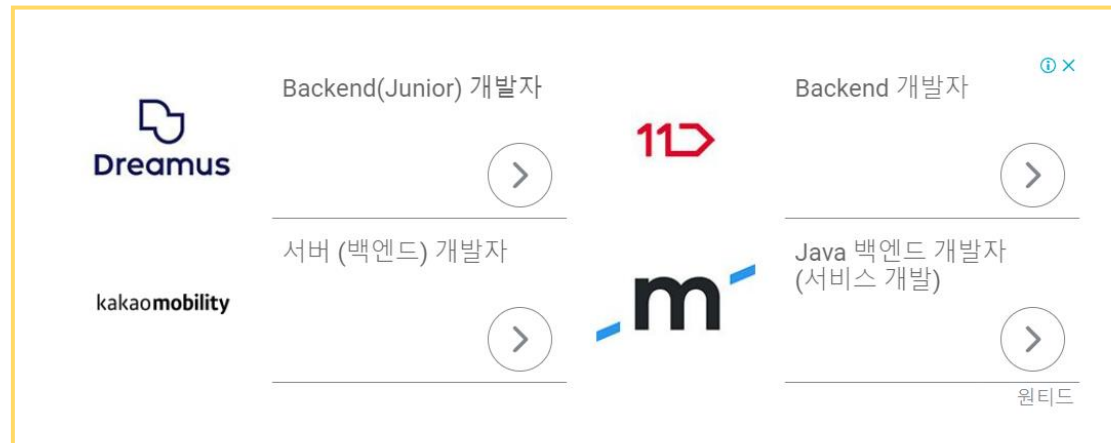 Dreamus
Backend(Junior) 개발자
11
Backend 개발자
kakaomobility
서버 (백엔드) 개발자
m
Java 백엔드 개발자
(서비스 개발)
원티드